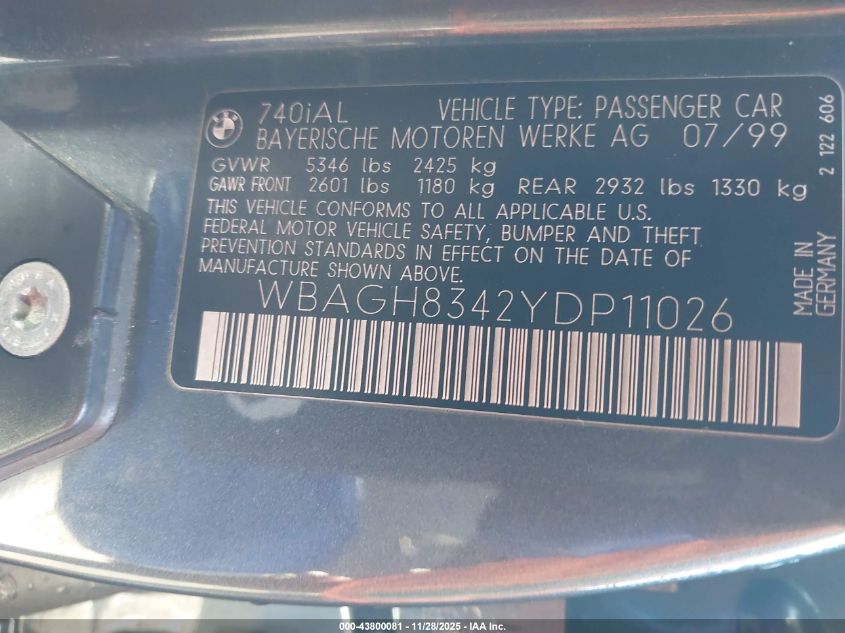 740iAL VEHICLE TYPE: PASSENGER CAR
BAYERISCHE MOTOREN WERKE AG 07/99
GVWR 5346 lbs 2425 kg
GAWR FRONT 2601 lbs 1180 kg REAR 2932 lbs 1330 kg
THIS VEHICLE CONFORMS TO ALL APPLICABLE U.S.
FEDERAL MOTOR VEHICLE SAFETY, BUMPER AND THEFT
PREVENTION STANDARDS IN EFFECT ON THE DATE OF
MANUFACTURE SHOWN ABOVE.
WBAGH8342YDP11026
2 122 606
MADE IN
GERMANY
000-43800081 - 11/28/2025 - IAA Inc.